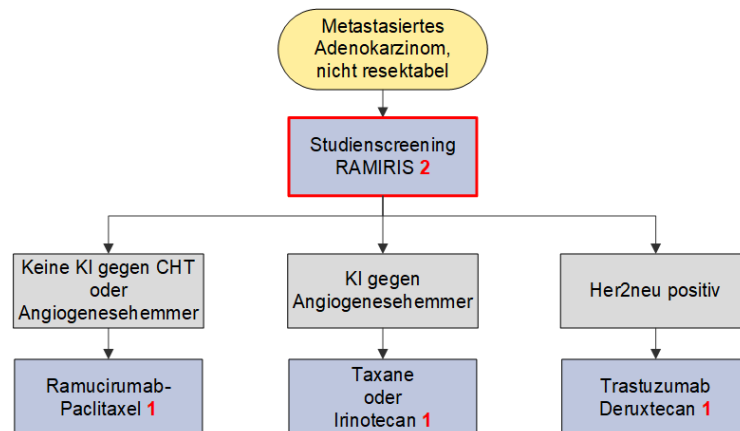 Metastasiertes
Adenokarzinom,
nicht resektabel
Studienscreening
RAMIRIS 2
Keine KI gegen CHT
oder
Angiogenesehemmer
KI gegen
Angiogenesehemmer
Her2neu positiv
Ramucirumab-
Paclitaxel 1
Taxane
oder
Irinotecan 1
Trastuzumab
Deruxtecan 1